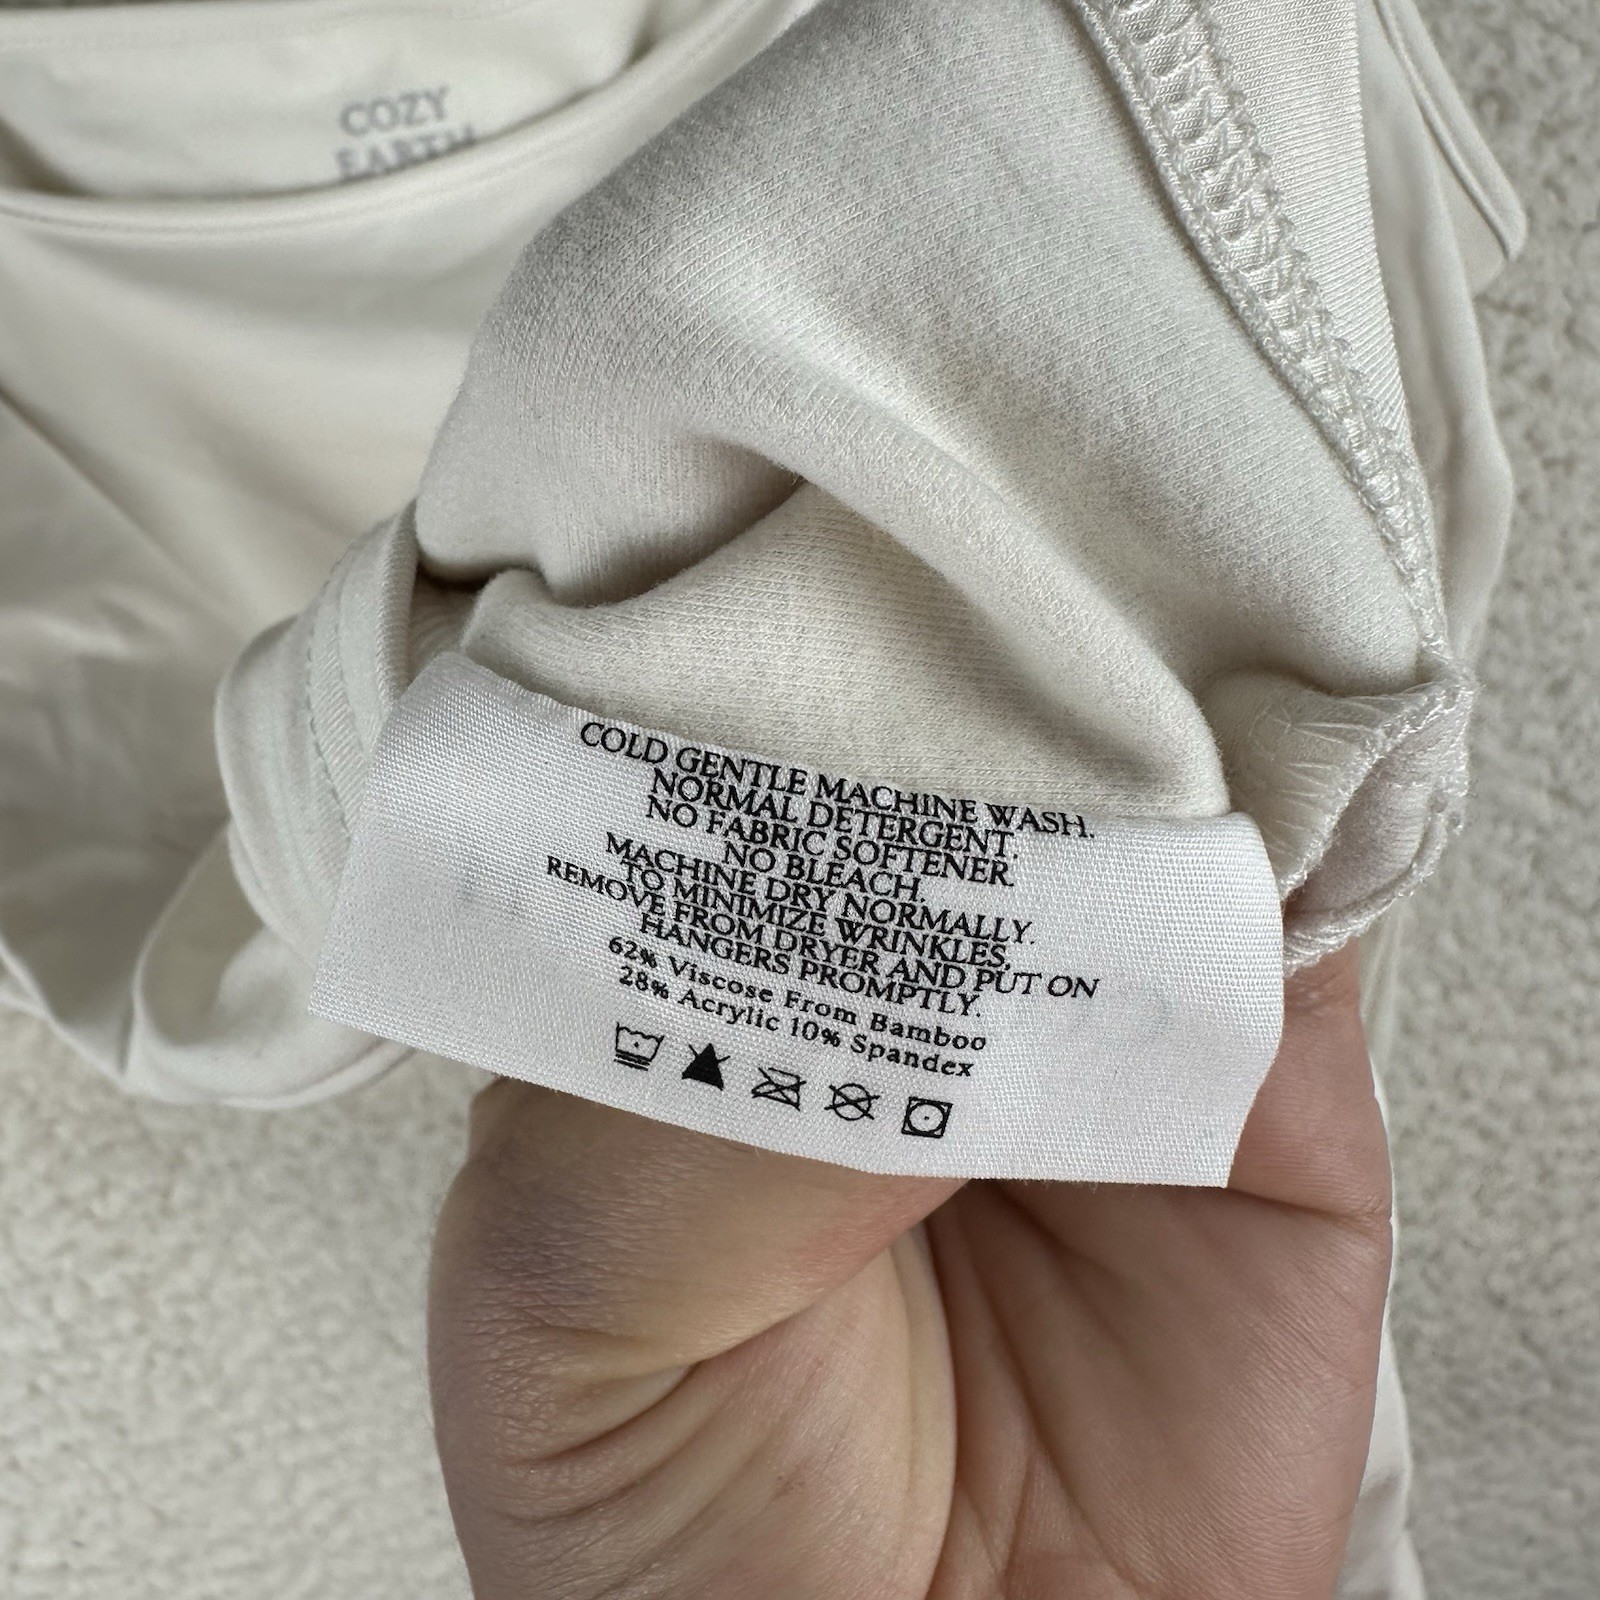 COZY
EARTH
COLD GENTLE MACHINE WASH.
NORMAL DETERGENT.
NO FABRIC SOFTENER.
NO BLEACH.
MACHINE DRY NORMALLY.
TO MINIMIZE WRINKLES,
REMOVE FROM DRYER AND PUT ON
HANGERS PROMPTLY.
62% Viscose From Bamboo
28% Acrylic 10% Spandex